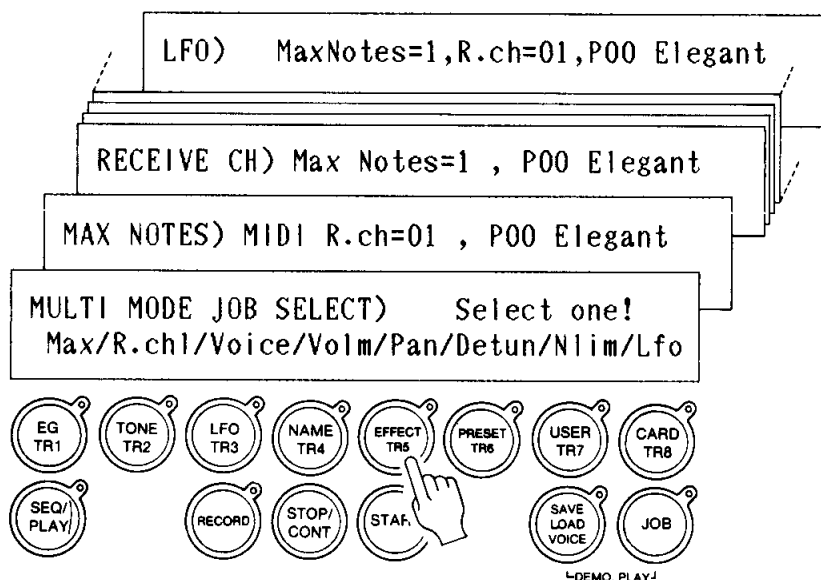 LFO) MaxNotes=1,R.ch=01,P00 Elegant
RECEIVE CH) Max Notes=1 , P00 Elegant
MAX NOTES) MIDI R.ch=01 , P00 Elegant
MULTI MODE JOB SELECT) Select one!
Max/R.chl/Voice/Volm/Pan/Detun/Nlim/Lfo
EG
TR1
TONE
TR2
LFO
TR3
NAME
TR4
EFFECT
TR5
PRESET
TR6
USER
TR7
CARD
TR8
SEQ/
PLAY
RECORD
STOP/
CONT
STAR
SAVE
LOAD
VOICE
JOB
DEMO PLAY